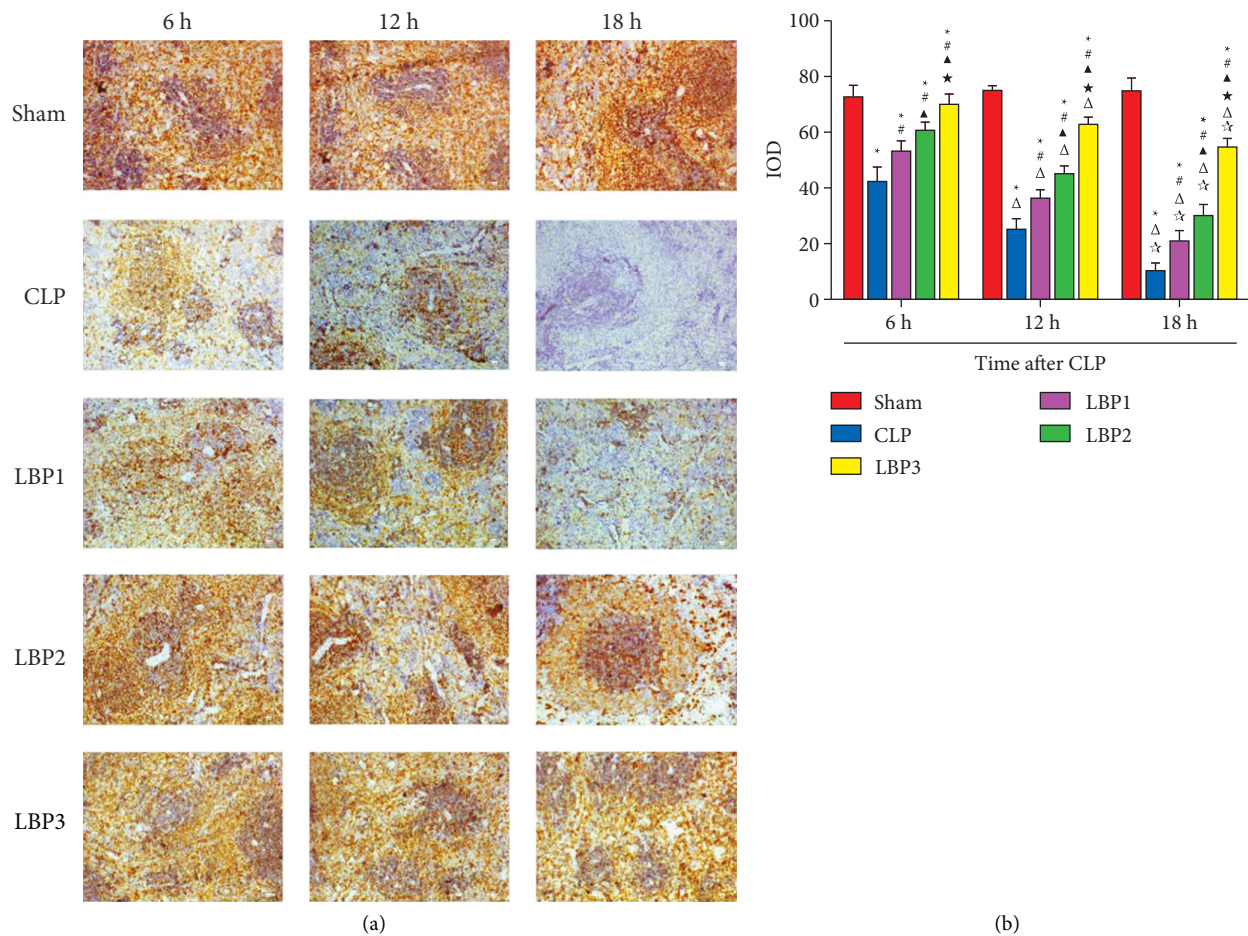 6 h 12 h 18 h
Sham
CLP
LBP1
LBP2
LBP3
(a)
100
80
60
40
20
0
IOD
*
*
#
*
#
▲
*
#
▲
★
*
Δ
*
#
Δ
*
#
▲
Δ
*
#
▲
★
Δ
*
Δ
☆
*
#
Δ
☆
*
#
▲
Δ
☆
*
#
▲
★
Δ
☆
6 h 12 h 18 h
Time after CLP
Sham LBP1
CLP LBP2
LBP3
(b)